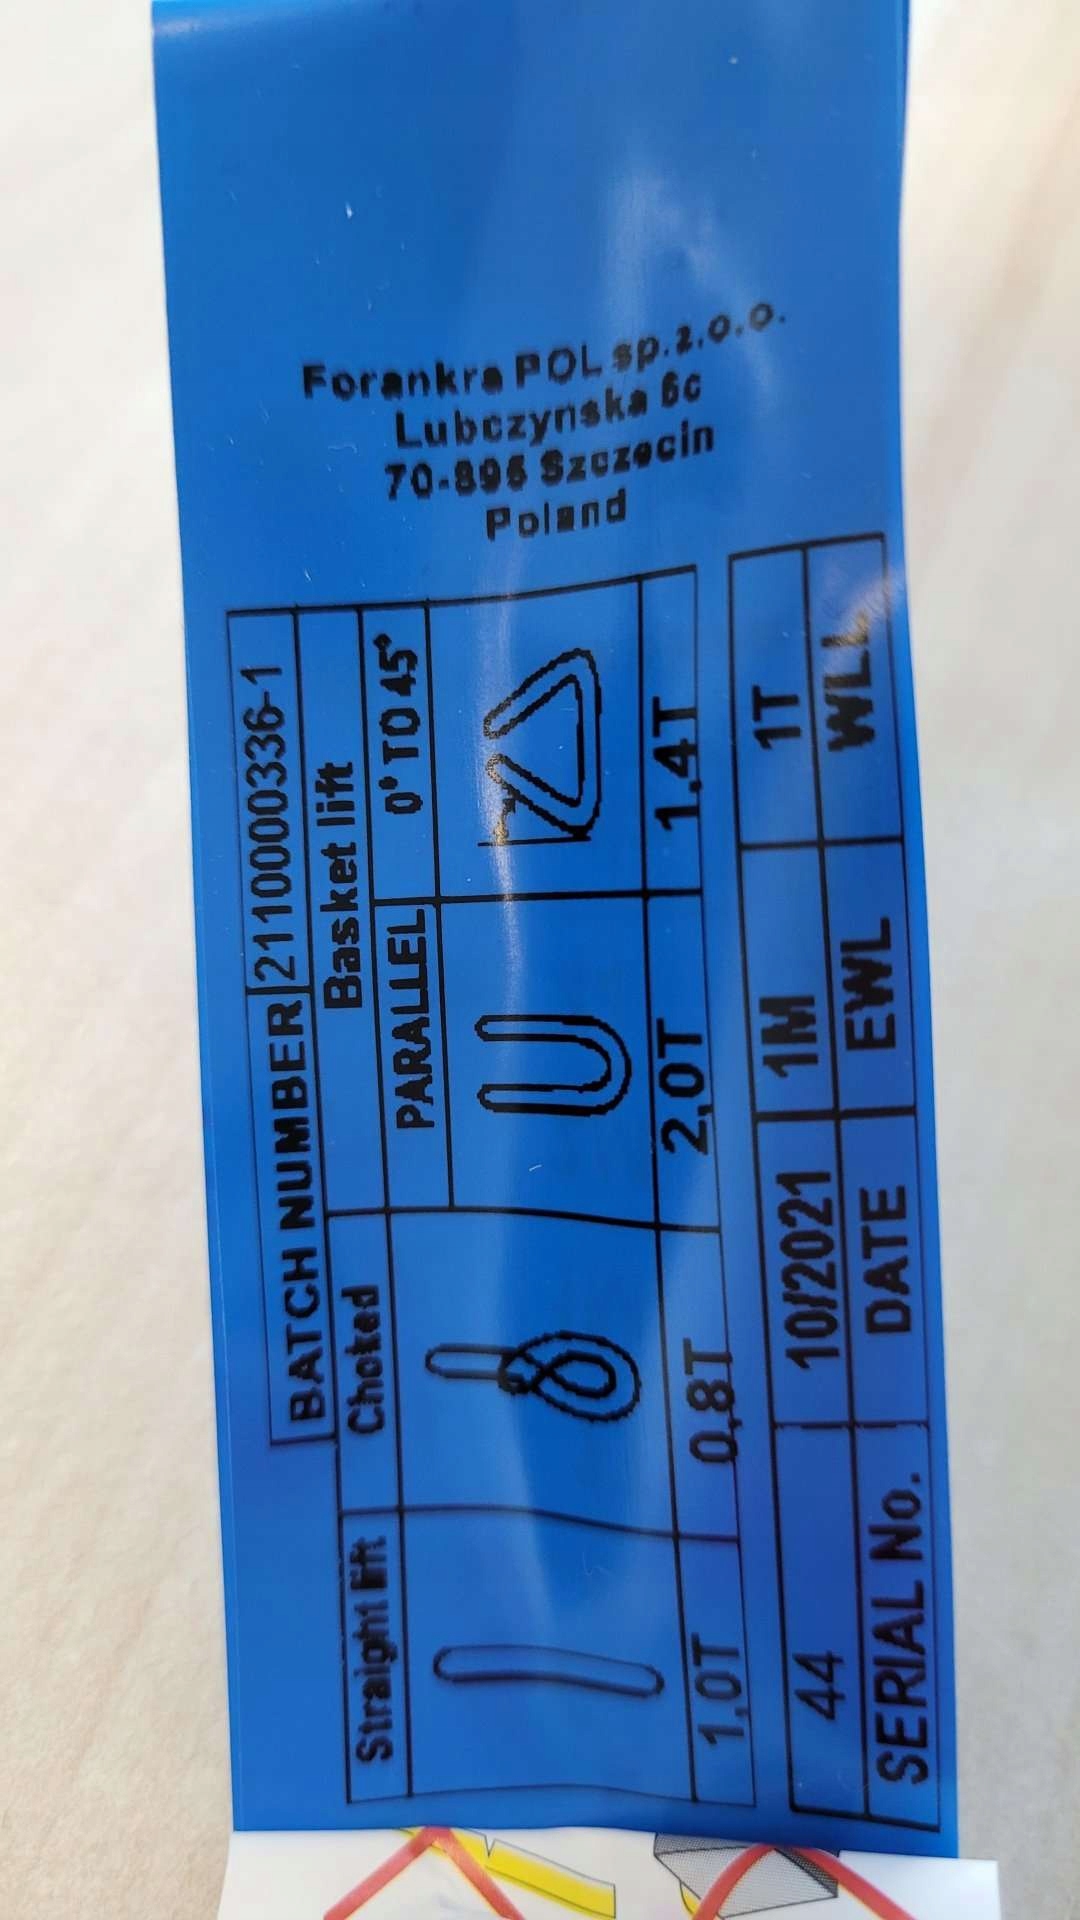 Forankra POL sp.z.o.o.
Lubczynska 6c
70-895 Szczecin
Poland
BATCH NUMBER 211000336-1
Straight lift Choked Basket lift
PARALLEL 0° TO 45°
1,0T 0,8T 2,0T 1,4T
44 10/2021 1M 1T
SERIAL No. DATE EWL WLL